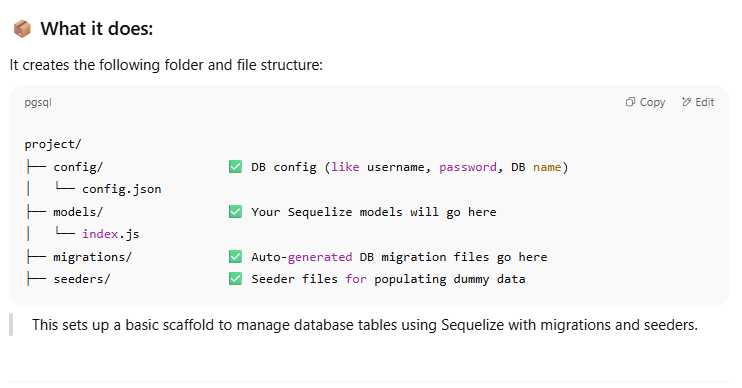 📦 What it does:
It creates the following folder and file structure:
pgsql Copy Edit
project/
├── config/ ✅ DB config (like username, password, DB name)
│ └── config.json
├── models/ ✅ Your Sequelize models will go here
│ └── index.js
├── migrations/ ✅ Auto-generated DB migration files go here
├── seeders/ ✅ Seeder files for populating dummy data
This sets up a basic scaffold to manage database tables using Sequelize with migrations and seeders.